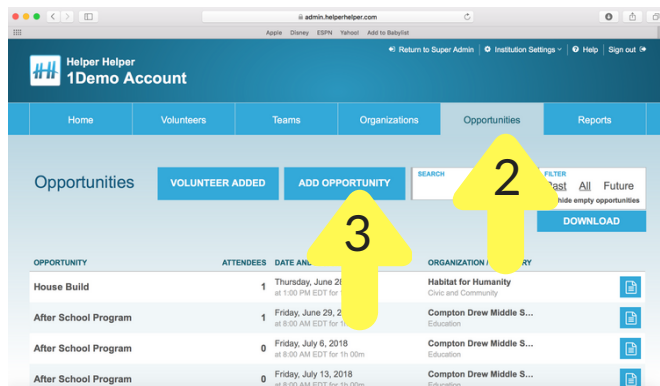 admin.helperhelper.com
Apple Disney ESPN Yahoo! Add to Babylist
Return to Super Admin Institution Settings Help Sign out
Helper Helper
1Demo Account
Home Volunteers Teams Organizations Opportunities Reports
Opportunities VOLUNTEER ADDED ADD OPPORTUNITY SEARCH FILTER
Past All Future
hide empty opportunities
DOWNLOAD
2
3
OPPORTUNITY ATTENDEES DATE AND ORGANIZATION
House Build 1 Thursday, June Habitat for Humanity
at 1:00 PM EDT for Civic and Community
After School Program 1 Friday, June 29, Compton Drew Middle S...
at 8:00 AM EDT for Education
After School Program 0 Friday, July 6, 2018 Compton Drew Middle S...
at 8:00 AM EDT for 1h 00m Education
After School Program 0 Friday, July 13, 2018 Compton Drew Middle S...